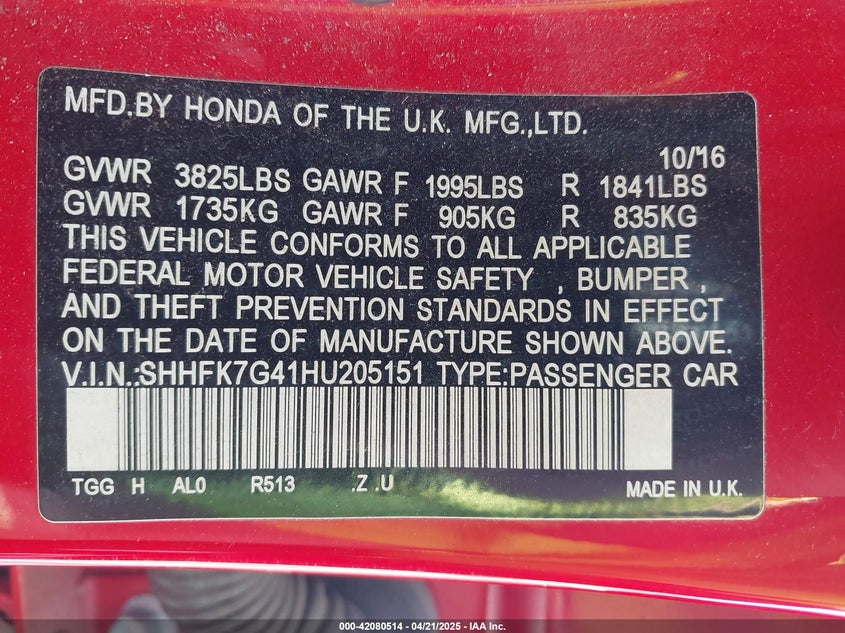 MFD.BY HONDA OF THE U.K. MFG.,LTD.
10/16
GVWR 3825LBS GAWR F 1995LBS R 1841LBS
GVWR 1735KG GAWR F 905KG R 835KG
THIS VEHICLE CONFORMS TO ALL APPLICABLE
FEDERAL MOTOR VEHICLE SAFETY , BUMPER ,
AND THEFT PREVENTION STANDARDS IN EFFECT
ON THE DATE OF MANUFACTURE SHOWN ABOVE.
V.I.N.:SHHFK7G41HU205151 TYPE:PASSENGER CAR
TGG H AL0 R513 .Z .U MADE IN U.K.
000-42080514 - 04/21/2025 - IAA Inc.